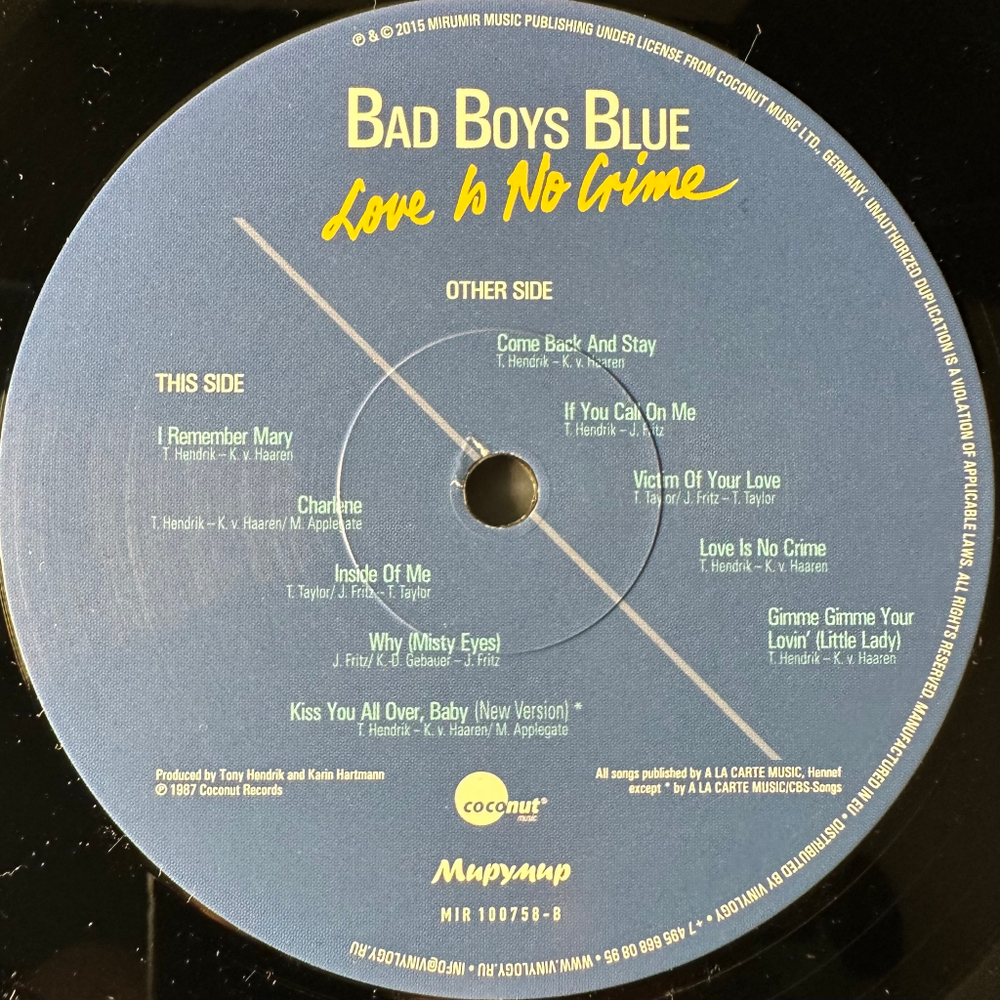 ℗ & © 2015 MIRUMIR MUSIC PUBLISHING UNDER LICENSE FROM COCONUT MUSIC LTD., GERMANY. UNAUTHORIZED DUPLICATION IS A VIOLATION OF APPLICABLE LAWS. ALL RIGHTS RESERVED. MANUFACTURED IN EU • DISTRIBUTED BY VINYLOGY • +7 495 668 08 95 • WWW.VINYLOGY.RU • INFO@VINYLOGY.RU
BAD BOYS BLUE
Love Is No Crime
OTHER SIDE
Come Back And Stay
T. Hendrik – K. v. Haaren
If You Call On Me
T. Hendrik – J. Fritz
Victim Of Your Love
T. Taylor/ J. Fritz – T. Taylor
Love Is No Crime
T. Hendrik – K. v. Haaren
Gimme Gimme Your
Lovin' (Little Lady)
T. Hendrik – K. v. Haaren
THIS SIDE
I Remember Mary
T. Hendrik – K. v. Haaren
Charlene
T. Hendrik – K. v. Haaren/ M. Applegate
Inside Of Me
T. Taylor/ J. Fritz – T. Taylor
Why (Misty Eyes)
J. Fritz/ K.-D. Gebauer – J. Fritz
Kiss You All Over, Baby (New Version) *
T. Hendrik – K. v. Haaren/ M. Applegate
Produced by Tony Hendrik and Karin Hartmann
℗ 1987 Coconut Records
All songs published by A LA CARTE MUSIC, Hennef
except * by A LA CARTE MUSIC/CBS-Songs
coconut®
music
Мирумир
MIR 100758-B